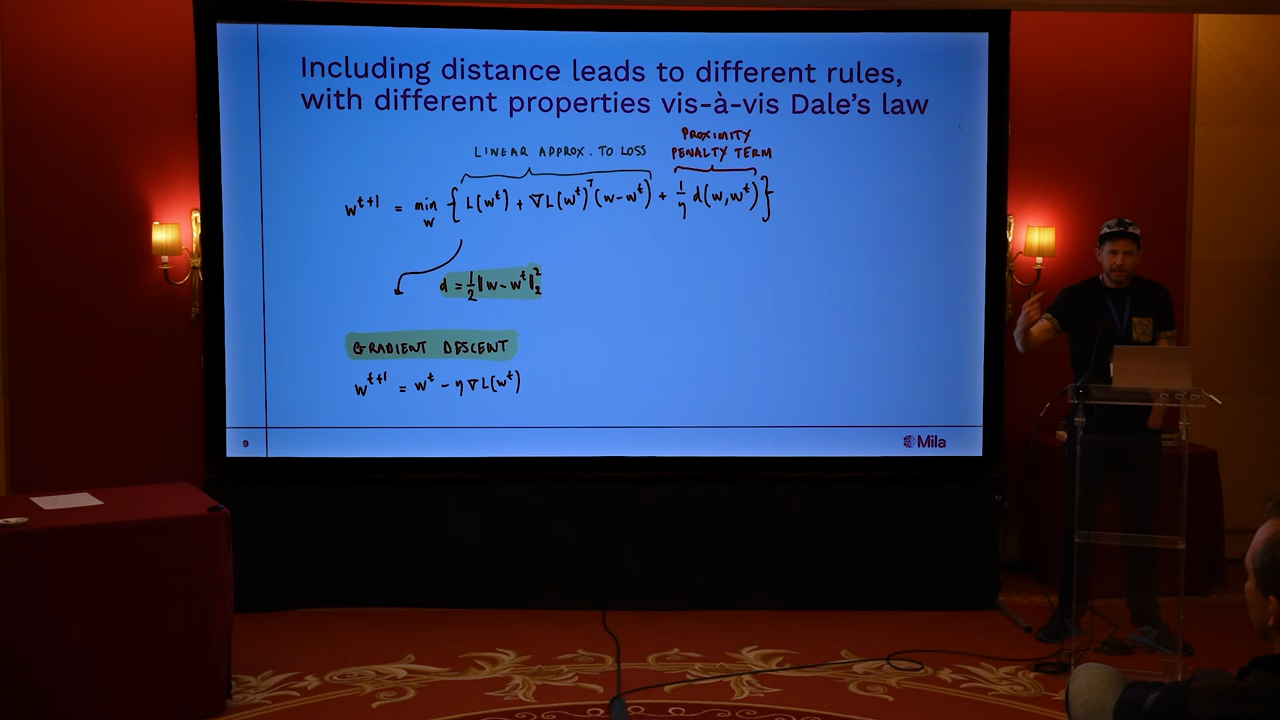 Including distance leads to different rules,
with different properties vis-à-vis Dale's law
PROXIMITY
LINEAR APPROX. TO LOSS PENALTY TERM
w^{t+1} = min_w { L(w^t) + ∇L(w^t)^T (w-w^t) + 1/η d(w,w^t) }
d = 1/2 ‖w-w^t‖_2^2
GRADIENT DESCENT
w^{t+1} = w^t - η∇L(w^t)
9
Mila